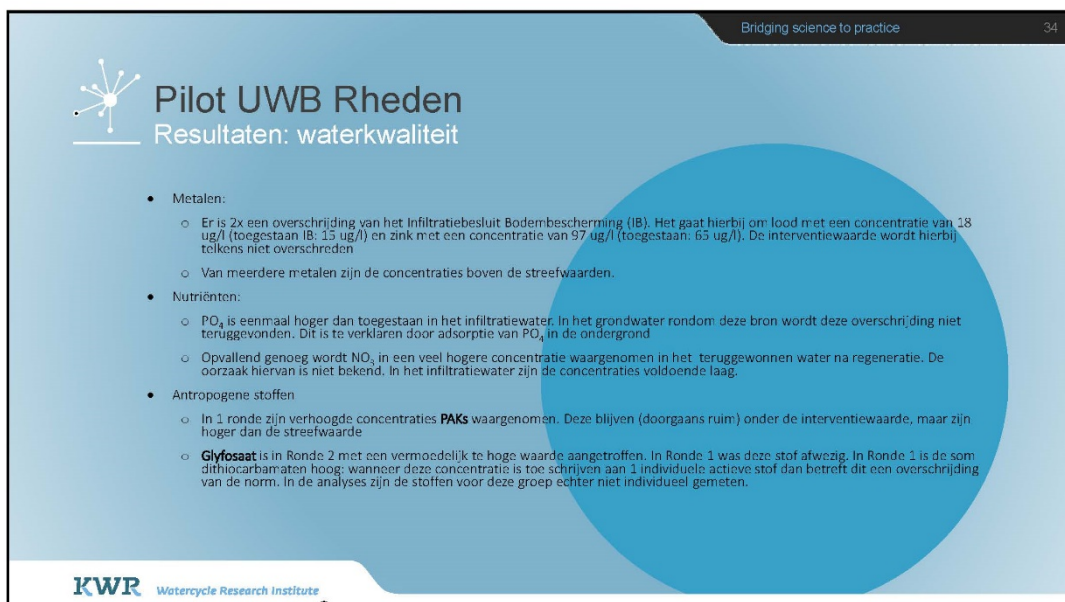 Bridging science to practice 34
Pilot UWB Rheden
Resultaten: waterkwaliteit
• Metalen:
o Er is 2x een overschrijding van het Infiltratiebesluit Bodembescherming (IB). Het gaat hierbij om lood met een concentratie van 18
ug/l (toegestaan IB: 15 ug/l) en zink met een concentratie van 97 ug/l (toegestaan: 65 ug/l). De interventiewaarde wordt hierbij
telkens niet overschreden
o Van meerdere metalen zijn de concentraties boven de streefwaarden.
• Nutriënten:
o PO₄ is eenmaal hoger dan toegestaan in het infiltratiewater. In het grondwater rondom deze bron wordt deze overschrijding niet
teruggevonden. Dit is te verklaren door adsorptie van PO₄ in de ondergrond
o Opvallend genoeg wordt NO₃ in een veel hogere concentratie waargenomen in het teruggewonnen water na regeneratie. De
oorzaak hiervan is niet bekend. In het infiltratiewater zijn de concentraties voldoende laag.
• Antropogene stoffen
o In 1 ronde zijn verhoogde concentraties PAKs waargenomen. Deze blijven (doorgaans ruim) onder de interventiewaarde, maar zijn
hoger dan de streefwaarde
o Glyfosaat is in Ronde 2 met een vermoedelijk te hoge waarde aangetroffen. In Ronde 1 was deze stof afwezig. In Ronde 1 is de som
dithiocarbamaten hoog: wanneer deze concentratie is toe schrijven aan 1 individuele actieve stof dan betreft dit een overschrijding
van de norm. In de analyses zijn de stoffen voor deze groep echter niet individueel gemeten.
KWR Watercycle Research Institute